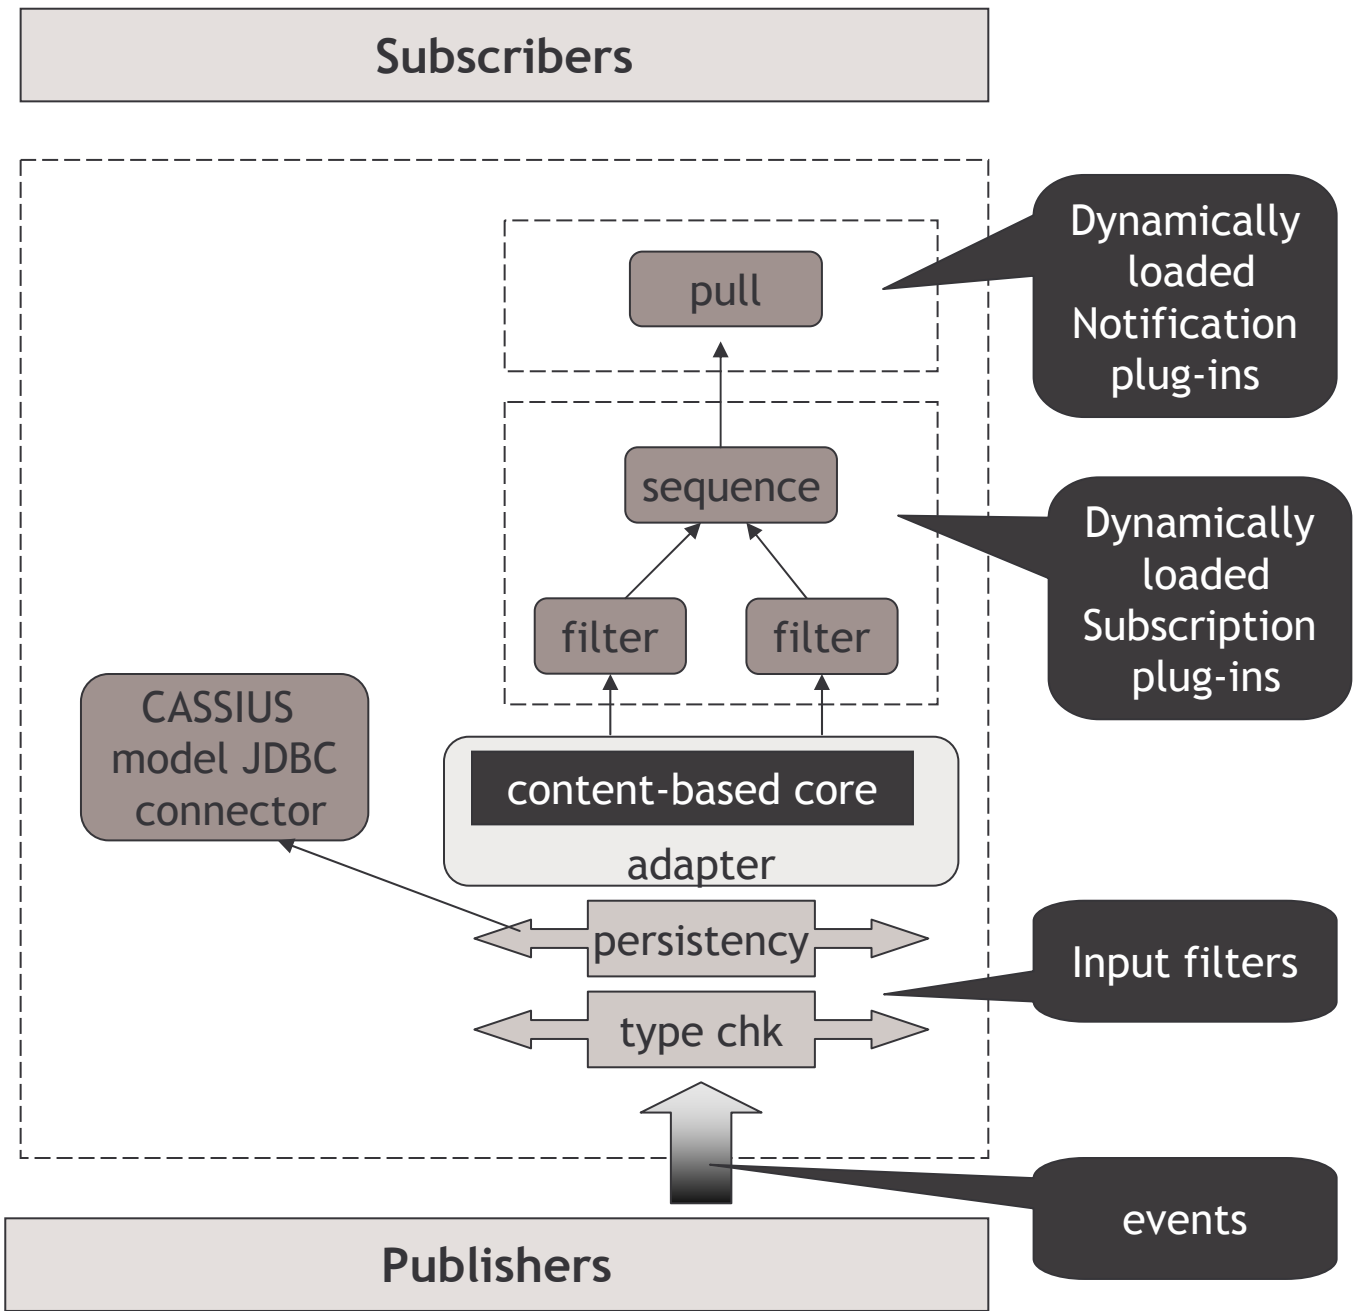 Subscribers
pull
Dynamically
loaded
Notification
plug-ins
sequence
filter
filter
Dynamically
loaded
Subscription
plug-ins
CASSIUS
model JDBC
connector
content-based core
adapter
persistency
type chk
Input filters
events
Publishers